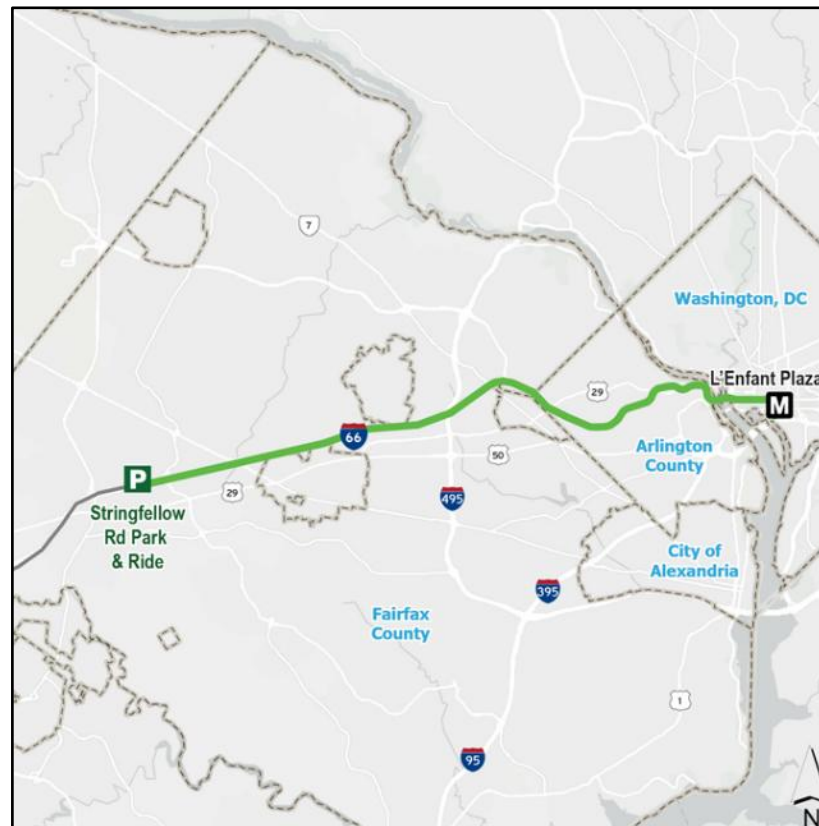 7
Washington, DC
L'Enfant Plaza
M
29
66
50
Arlington
County
P
29
Stringfellow
Rd Park
& Ride
495
City of
Alexandria
395
Fairfax
County
1
95
N